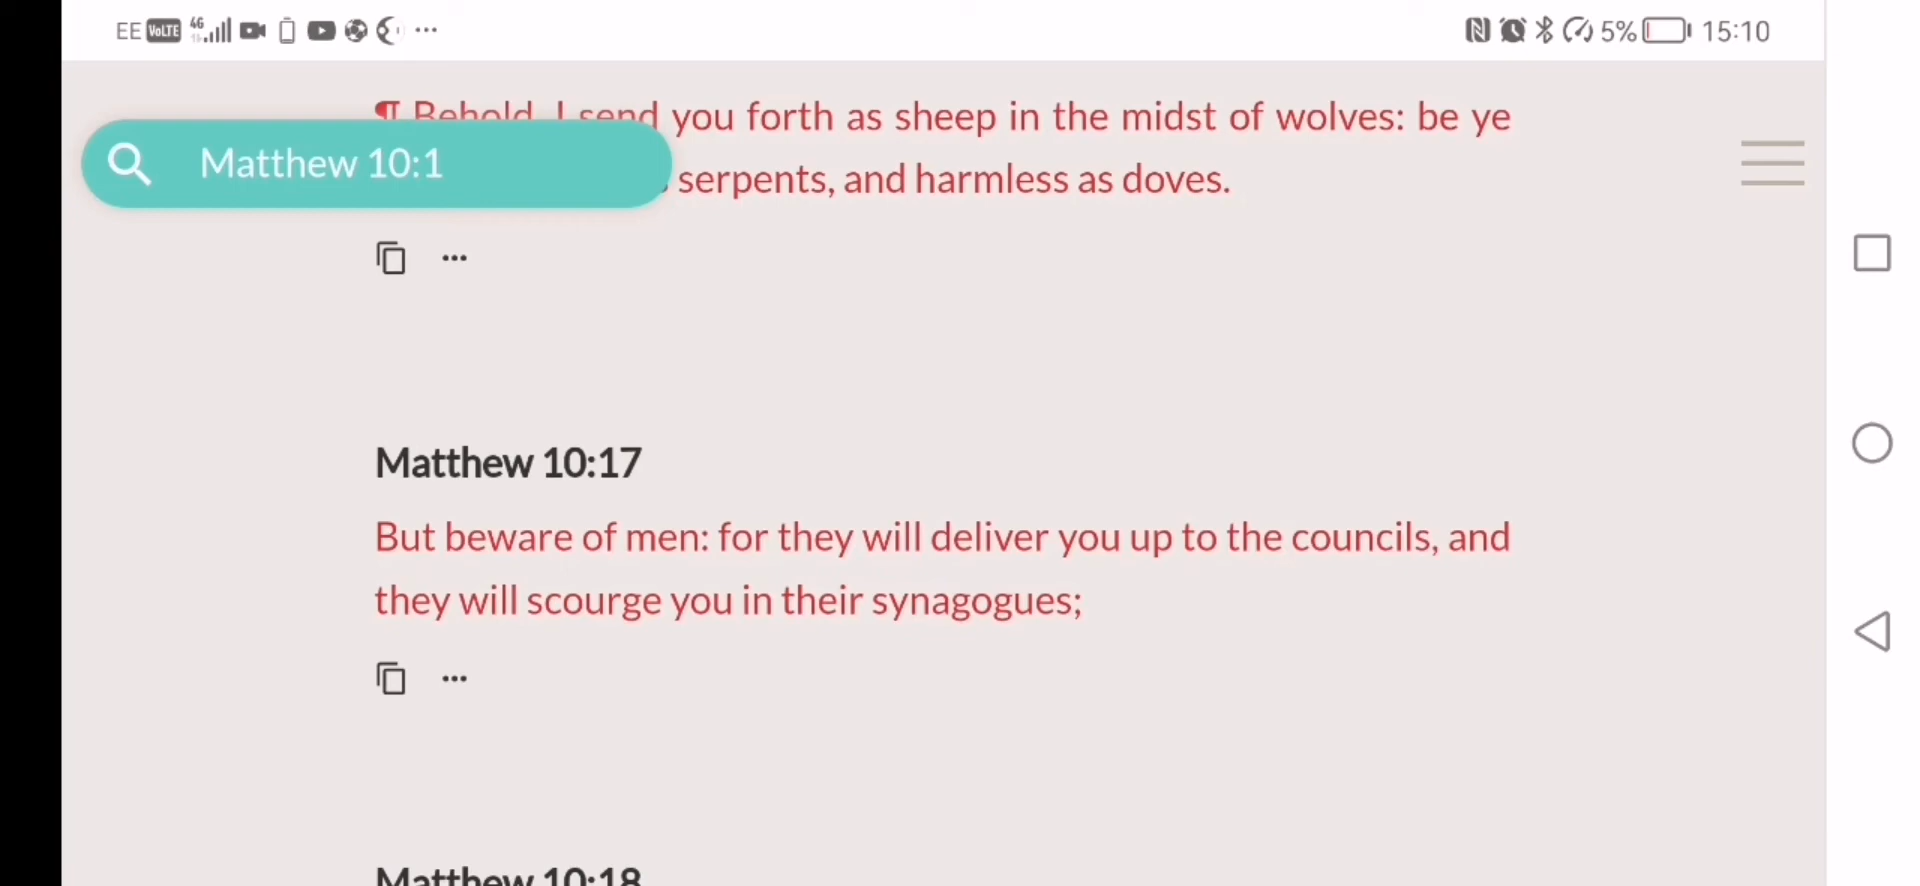 EE VoLTE 4G 5% 15:10
¶ Behold, I send you forth as sheep in the midst of wolves: be ye
Matthew 10:1
serpents, and harmless as doves.
Matthew 10:17
But beware of men: for they will deliver you up to the councils, and
they will scourge you in their synagogues;
Matthew 10:18